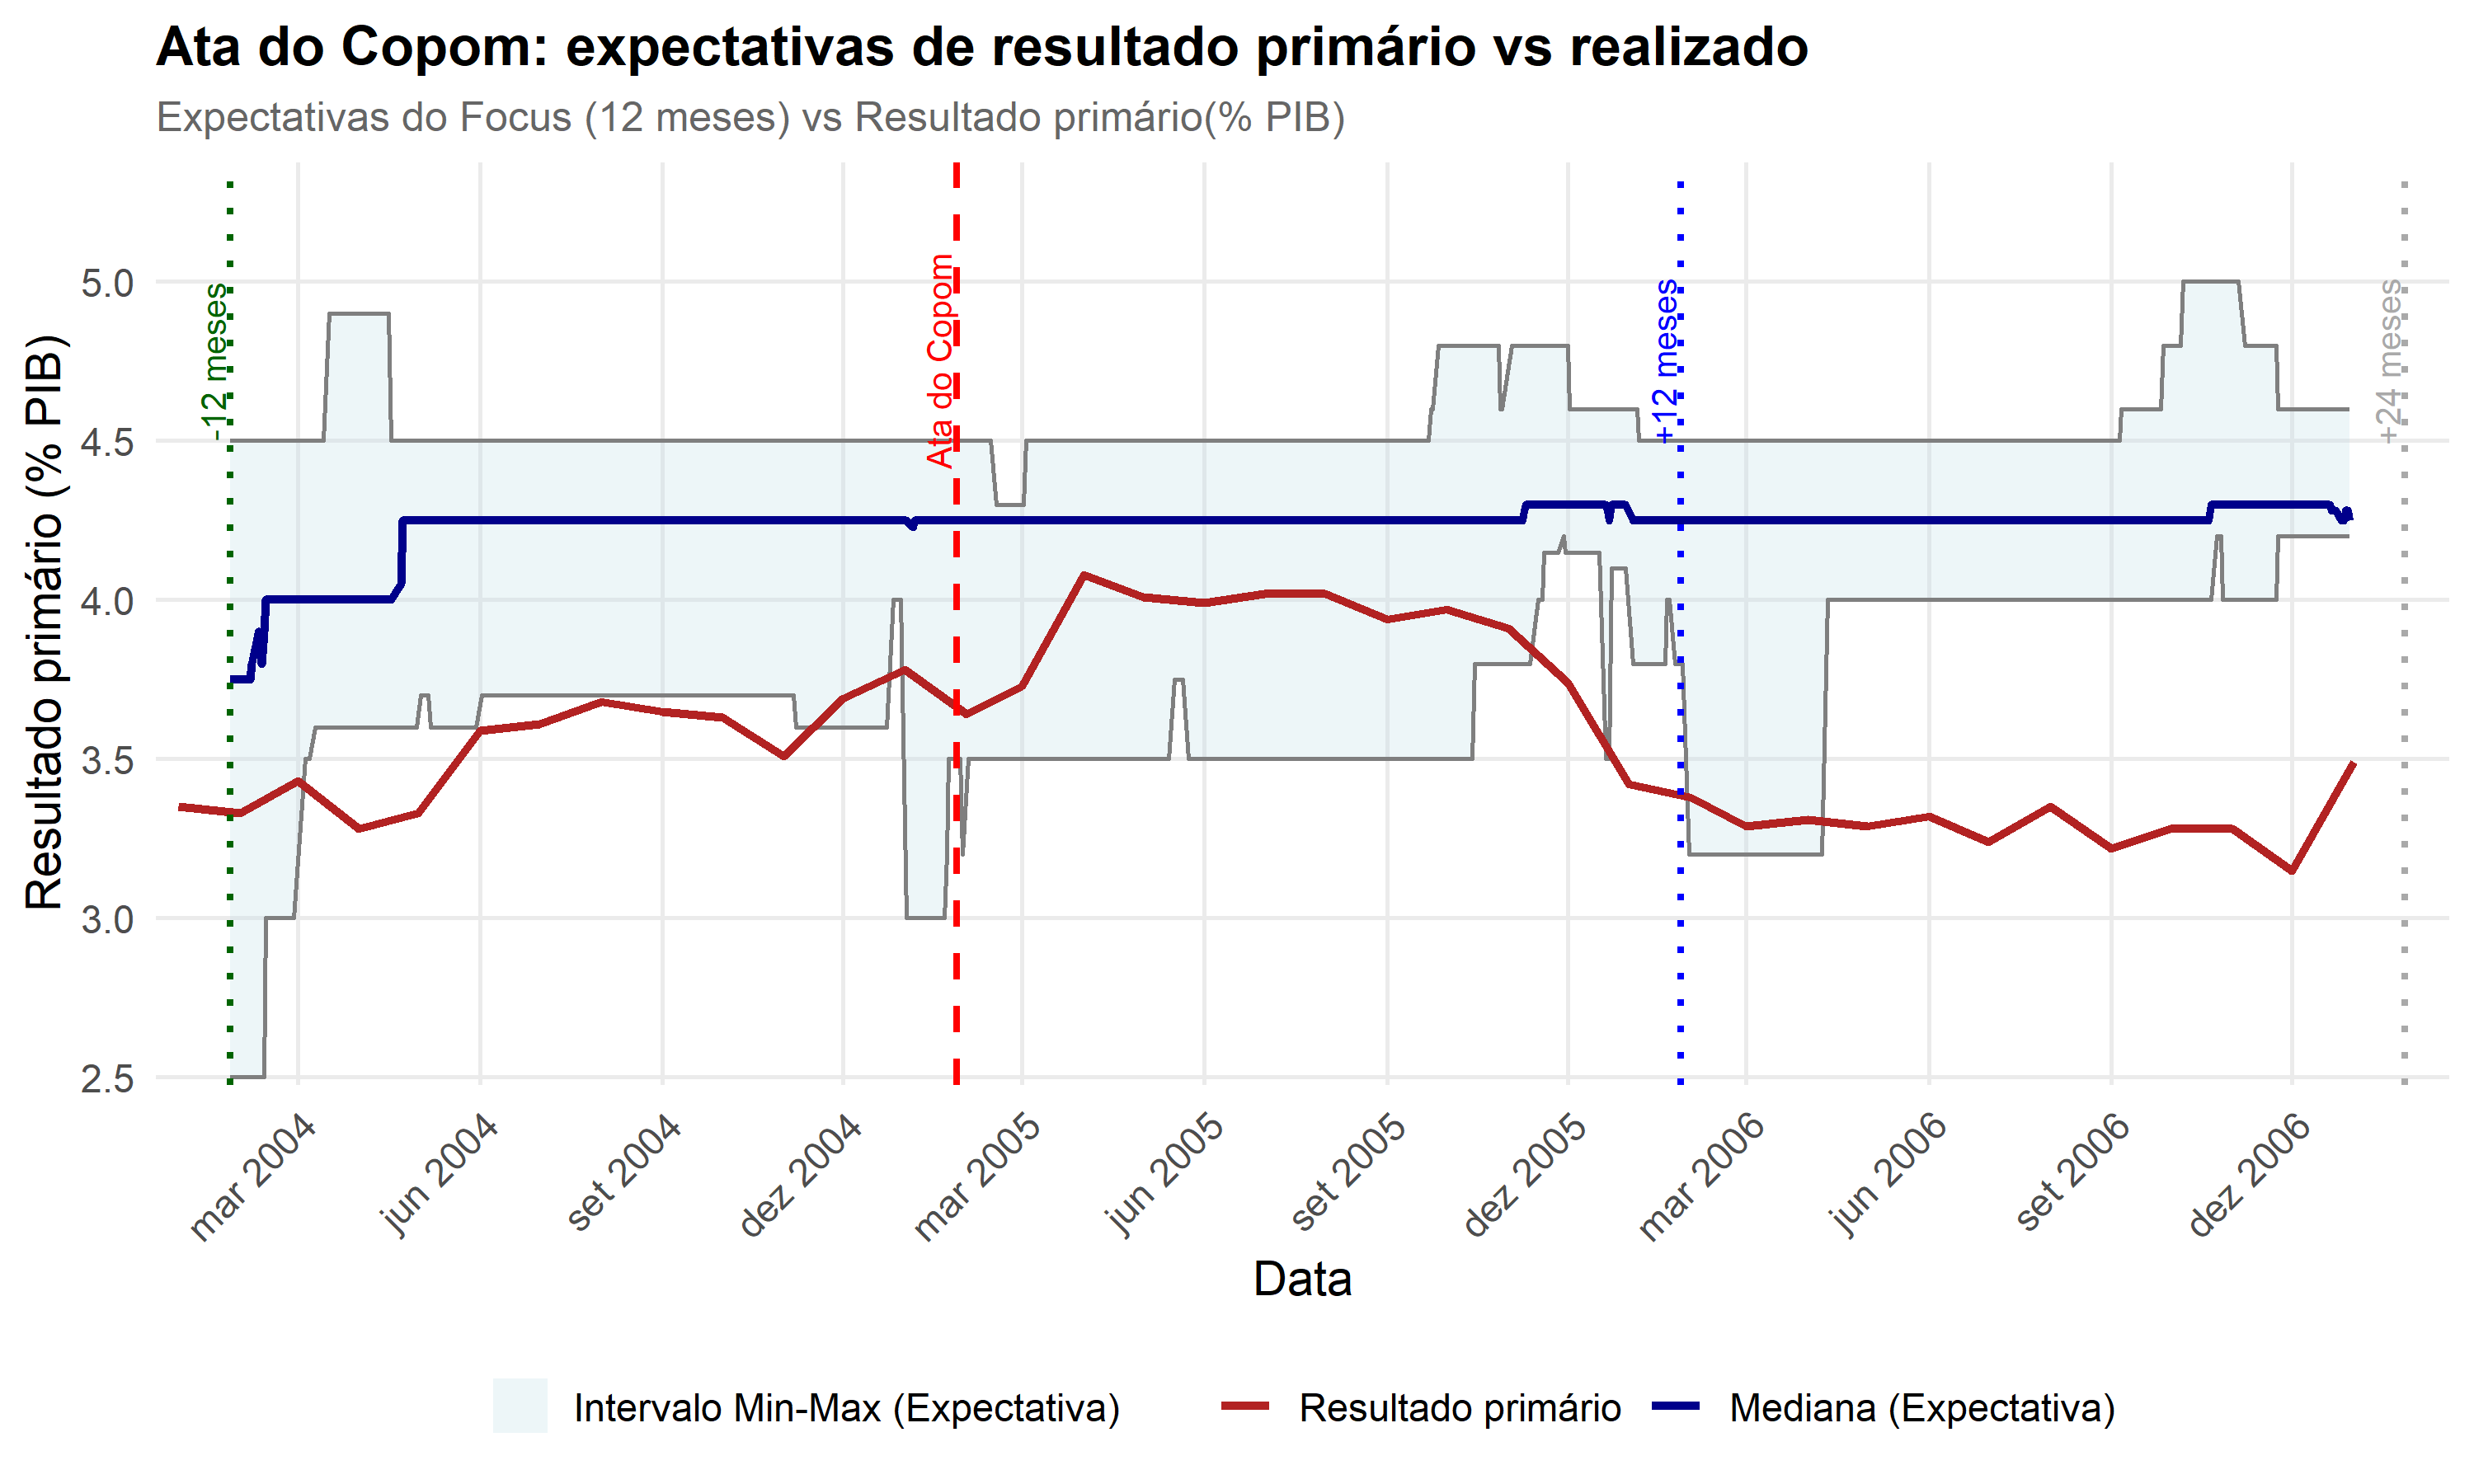 Ata do Copom: expectativas de resultado primário vs realizado
Expectativas do Focus (12 meses) vs Resultado primário(% PIB)
Resultado primário (% PIB)
5.0
4.5
4.0
3.5
3.0
2.5
-12 meses
Ata do Copom
+12 meses
+24 meses
mar 2004
jun 2004
set 2004
dez 2004
mar 2005
jun 2005
set 2005
dez 2005
mar 2006
jun 2006
set 2006
dez 2006
Data
Intervalo Min-Max (Expectativa)
Resultado primário
Mediana (Expectativa)